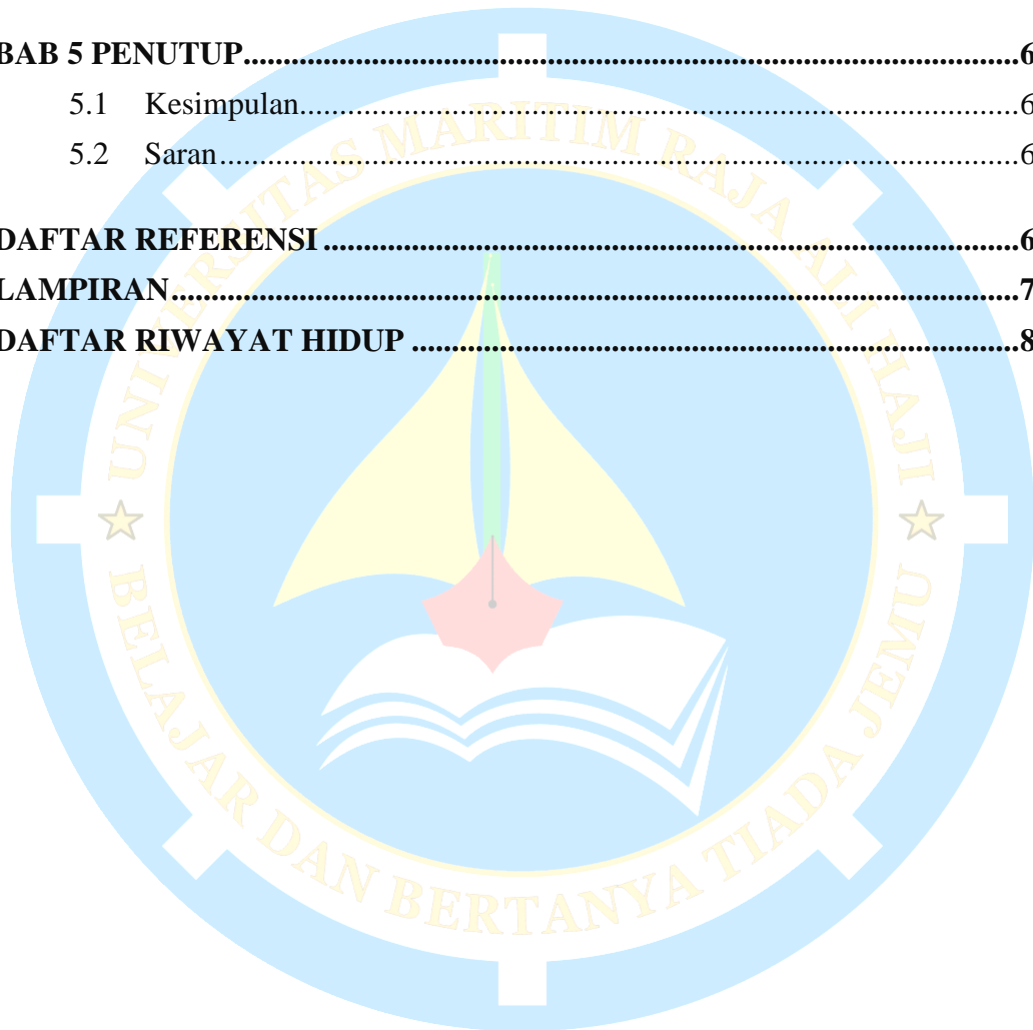 BAB 5 PENUTUP..........................................................................................6
5.1 Kesimpulan....................................................................................6
5.2 Saran..............................................................................................6
DAFTAR REFERENSI.................................................................................6
LAMPIRAN...................................................................................................7
DAFTAR RIWAYAT HIDUP ......................................................................8
UNIVERSITAS MARITIM RAJA ALI HAJI
BELAJAR DAN BERTANYA TIADA JEMU